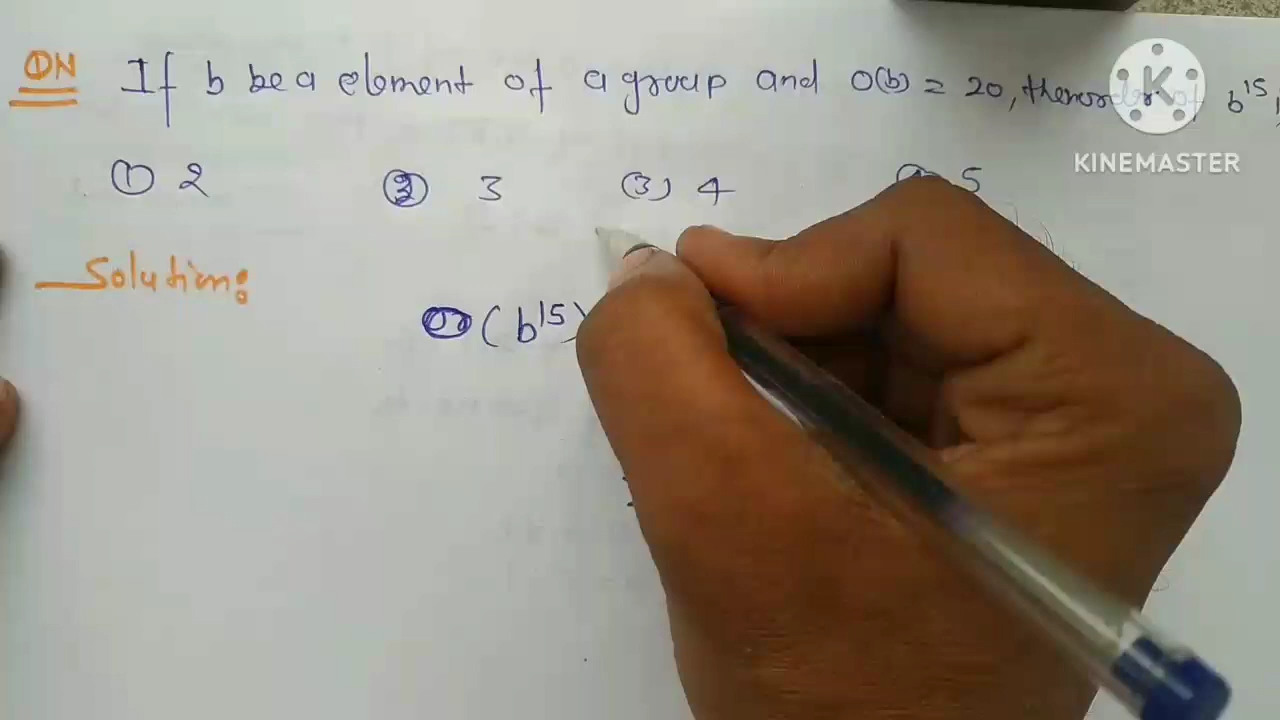 QN If b be a element of a group and O(b) = 20, then order of b¹⁵,
① 2 ② 3 (3) 4 5
Solution:
O(b¹⁵)
KINEMASTER